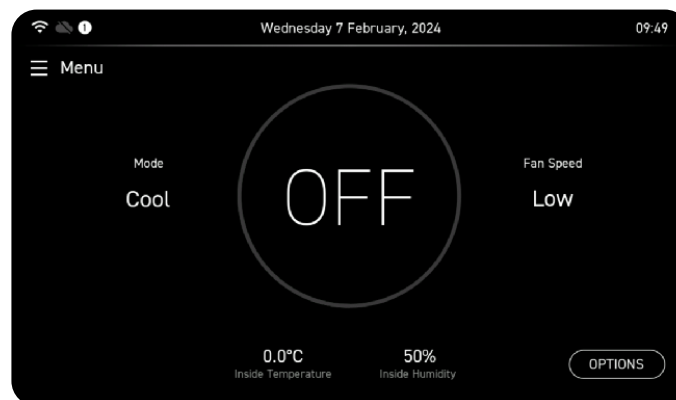 1 Wednesday 7 February, 2024 09:49
Menu
Mode Fan Speed
Cool OFF Low
0.0°C 50%
Inside Temperature Inside Humidity
OPTIONS